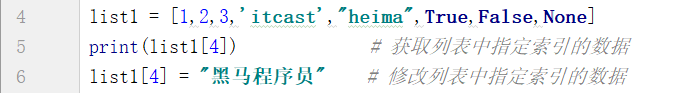 4 list1 = [1,2,3,'itcast',"heima",True,False,None]
5 print(list1[4]) # 获取列表中指定索引的数据
6 list1[4] = "黑马程序员" # 修改列表中指定索引的数据